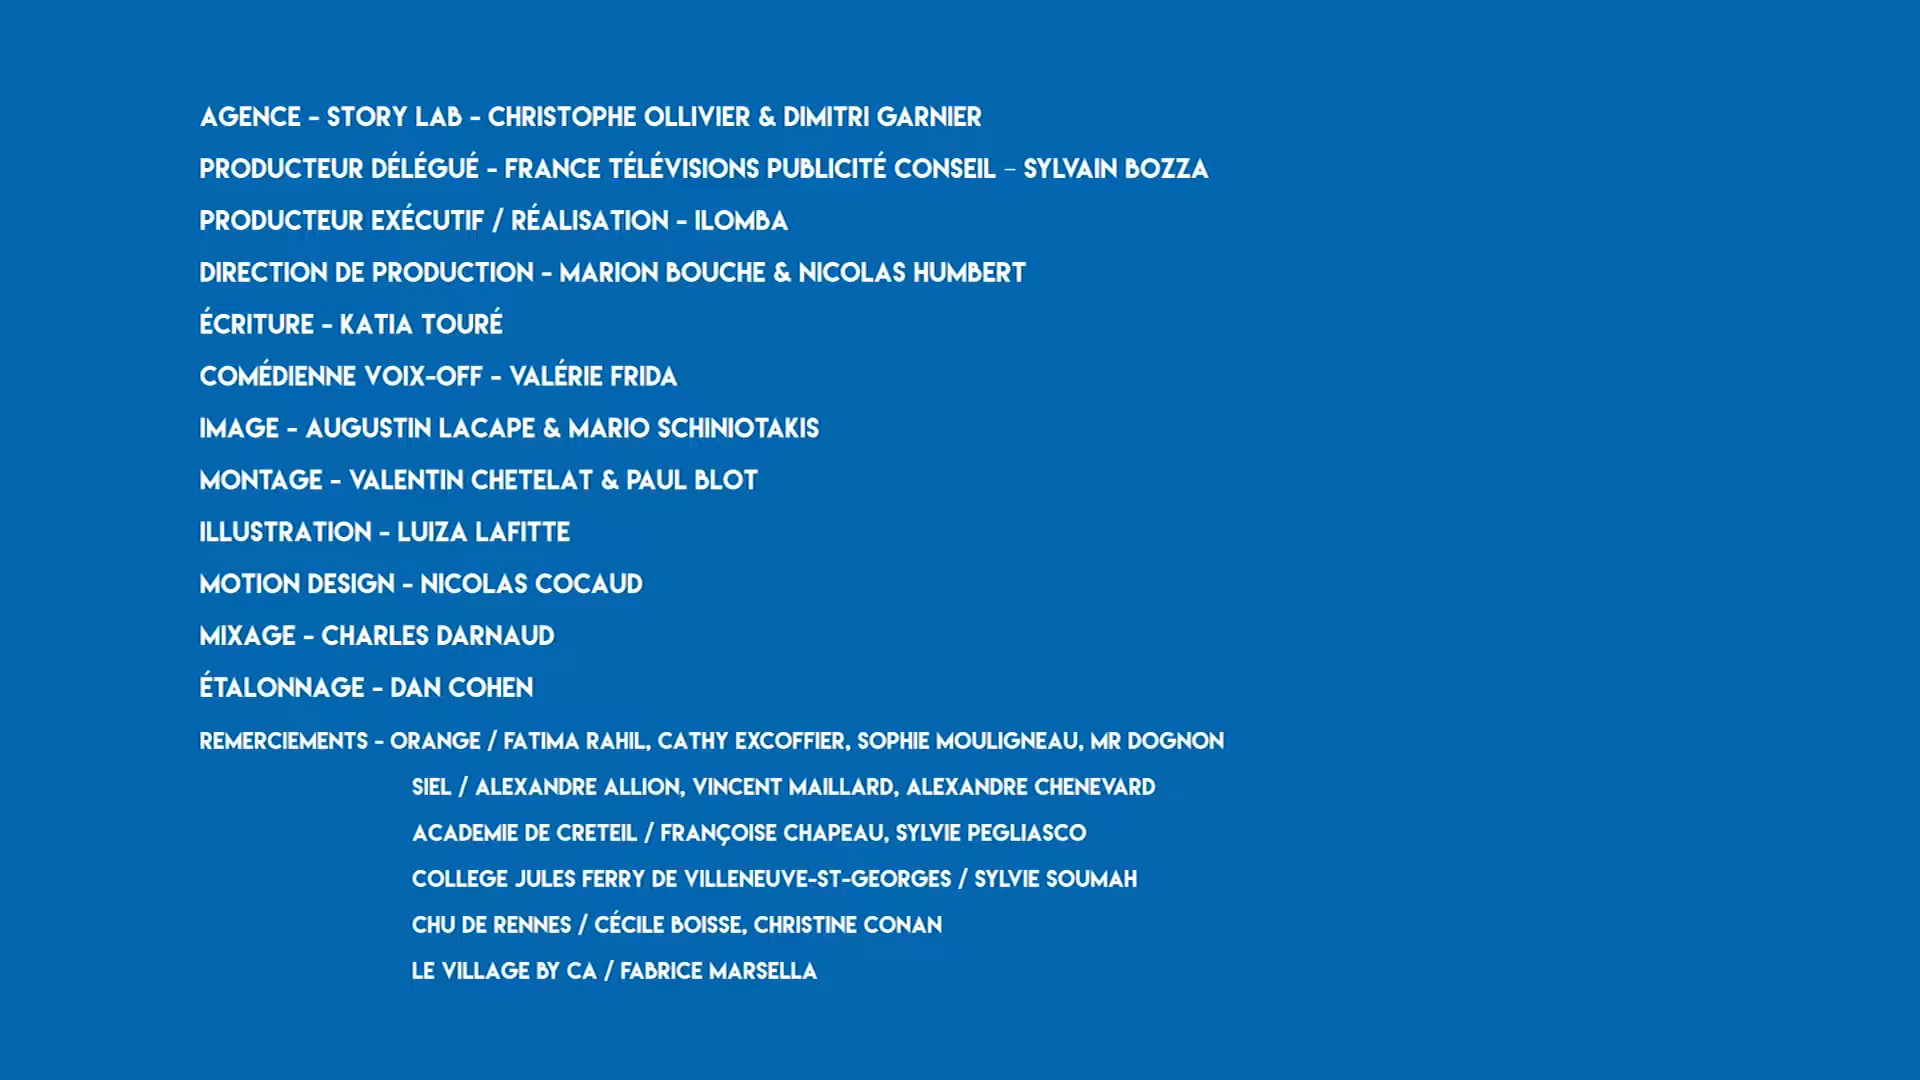 AGENCE - STORY LAB - CHRISTOPHE OLLIVIER & DIMITRI GARNIER
PRODUCTEUR DÉLÉGUÉ - FRANCE TÉLÉVISIONS PUBLICITÉ CONSEIL - SYLVAIN BOZZA
PRODUCTEUR EXÉCUTIF / RÉALISATION - ILOMBA
DIRECTION DE PRODUCTION - MARION BOUCHE & NICOLAS HUMBERT
ÉCRITURE - KATIA TOURÉ
COMÉDIENNE VOIX-OFF - VALÉRIE FRIDA
IMAGE - AUGUSTIN LACAPE & MARIO SCHINIOTAKIS
MONTAGE - VALENTIN CHETELAT & PAUL BLOT
ILLUSTRATION - LUIZA LAFITTE
MOTION DESIGN - NICOLAS COCAUD
MIXAGE - CHARLES DARNAUD
ÉTALONNAGE - DAN COHEN
REMERCIEMENTS - ORANGE / FATIMA RAHIL, CATHY EXCOFFIER, SOPHIE MOULIGNEAU, MR DOGNON
SIEL / ALEXANDRE ALLION, VINCENT MAILLARD, ALEXANDRE CHENEVARD
ACADEMIE DE CRETEIL / FRANÇOISE CHAPEAU, SYLVIE PEGLIASCO
COLLEGE JULES FERRY DE VILLENEUVE-ST-GEORGES / SYLVIE SOUMAH
CHU DE RENNES / CÉCILE BOISSE, CHRISTINE CONAN
LE VILLAGE BY CA / FABRICE MARSELLA